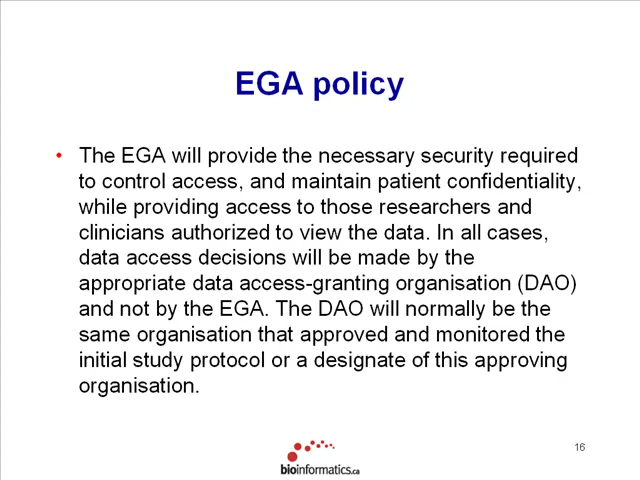 EGA policy
• The EGA will provide the necessary security required
to control access, and maintain patient confidentiality,
while providing access to those researchers and
clinicians authorized to view the data. In all cases,
data access decisions will be made by the
appropriate data access-granting organisation (DAO)
and not by the EGA. The DAO will normally be the
same organisation that approved and monitored the
initial study protocol or a designate of this approving
organisation.
16
bioinformatics.ca